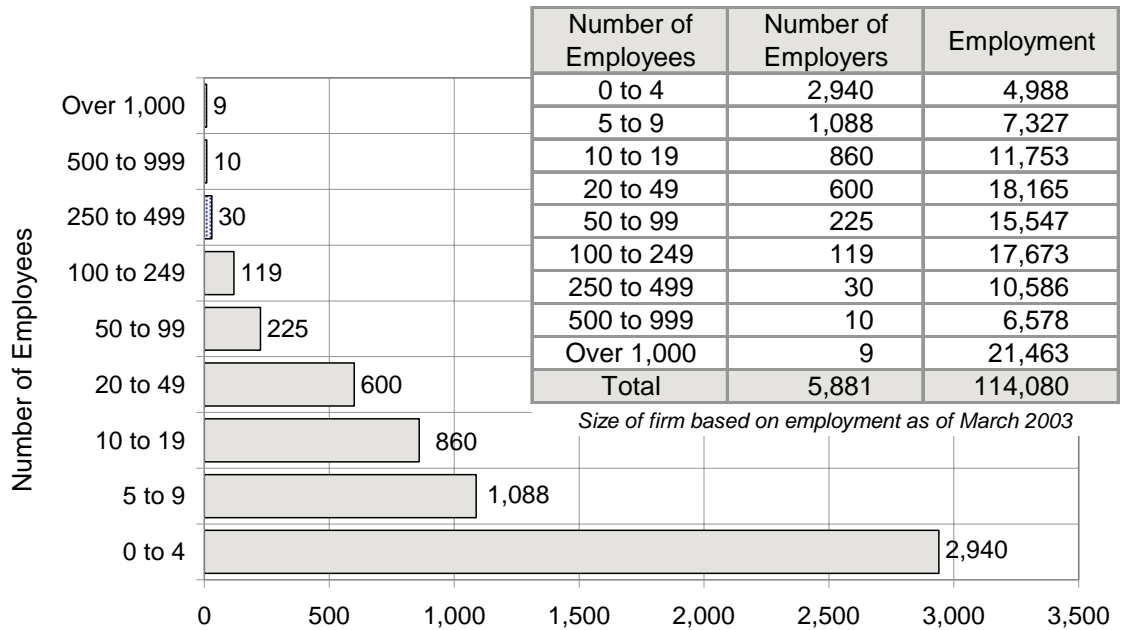 Number of Employees Number of Employers Employment
0 to 4 2,940 4,988
5 to 9 1,088 7,327
10 to 19 860 11,753
20 to 49 600 18,165
50 to 99 225 15,547
100 to 249 119 17,673
250 to 499 30 10,586
500 to 999 10 6,578
Over 1,000 9 21,463
Total 5,881 114,080
Size of firm based on employment as of March 2003
Number of Employees
Over 1,000 9
500 to 999 10
250 to 499 30
100 to 249 119
50 to 99 225
20 to 49 600
10 to 19 860
5 to 9 1,088
0 to 4 2,940
0 500 1,000 1,500 2,000 2,500 3,000 3,500